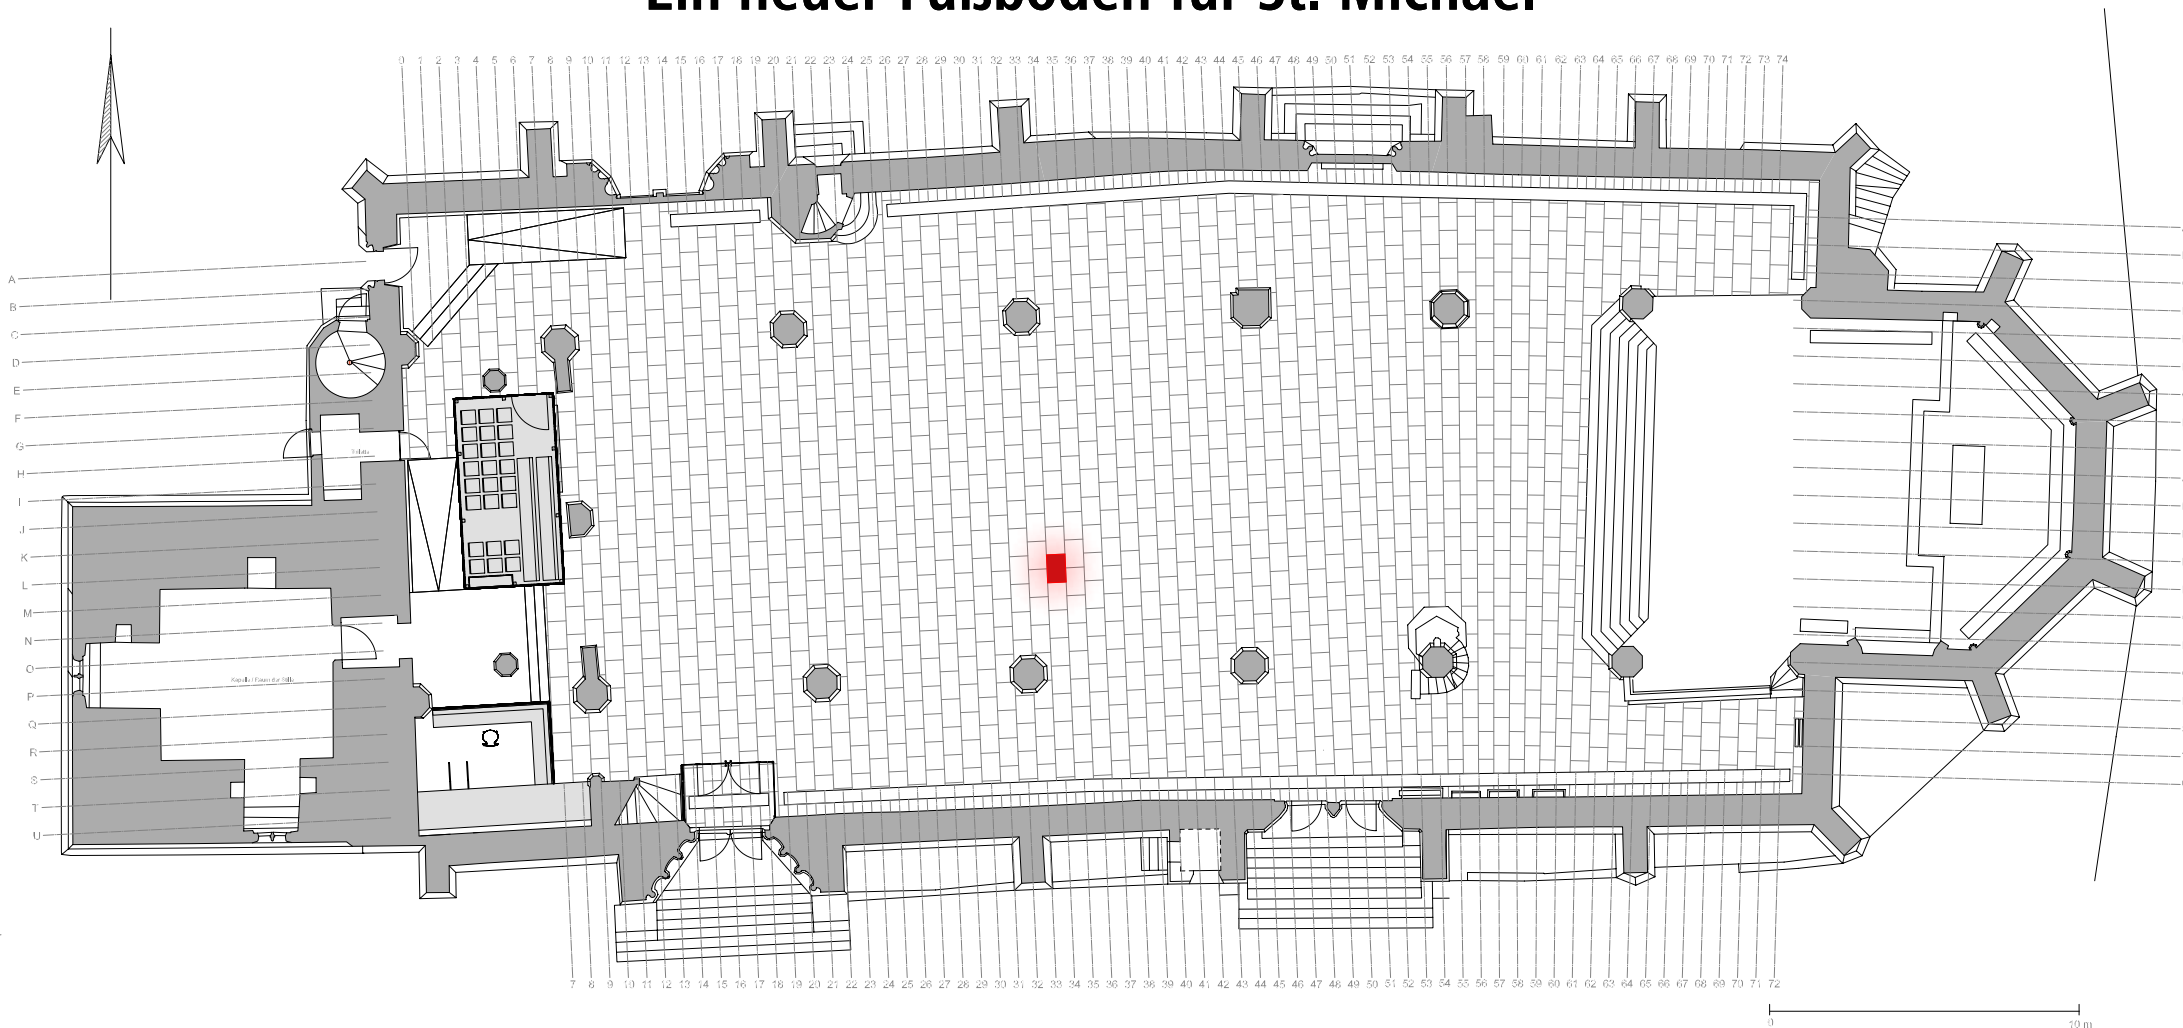 Ein neuer Fußboden für St. Michael
0 1 2 3 4 5 6 7 8 9 10 11 12 13 14 15 16 17 18 19 20 21 22 23 24 25 26 27 28 29 30 31 32 33 34 35 36 37 38 39 40 41 42 43 44 45 46 47 48 49 50 51 52 53 54 55 56 57 58 59 60 61 62 63 64 65 66 67 68 69 70 71 72 73 74
A
B
C
D
E
F
G
H
I
J
K
L
M
N
O
P
Q
R
S
T
U
7 8 9 10 11 12 13 14 15 16 17 18 19 20 21 22 23 24 25 26 27 28 29 30 31 32 33 34 35 36 37 38 39 40 41 42 43 44 45 46 47 48 49 50 51 52 53 54 55 56 57 58 59 60 61 62 63 64 65 66 67 68 69 70 71 72
0 10 m